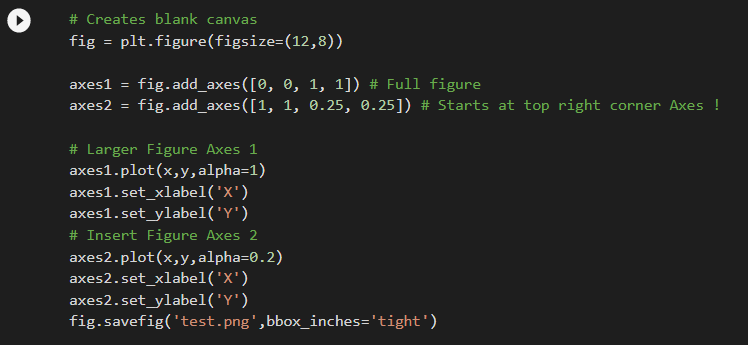 # Creates blank canvas
fig = plt.figure(figsize=(12,8))
axes1 = fig.add_axes([0, 0, 1, 1]) # Full figure
axes2 = fig.add_axes([1, 1, 0.25, 0.25]) # Starts at top right corner Axes !
# Larger Figure Axes 1
axes1.plot(x,y,alpha=1)
axes1.set_xlabel('X')
axes1.set_ylabel('Y')
# Insert Figure Axes 2
axes2.plot(x,y,alpha=0.2)
axes2.set_xlabel('X')
axes2.set_ylabel('Y')
fig.savefig('test.png',bbox_inches='tight')